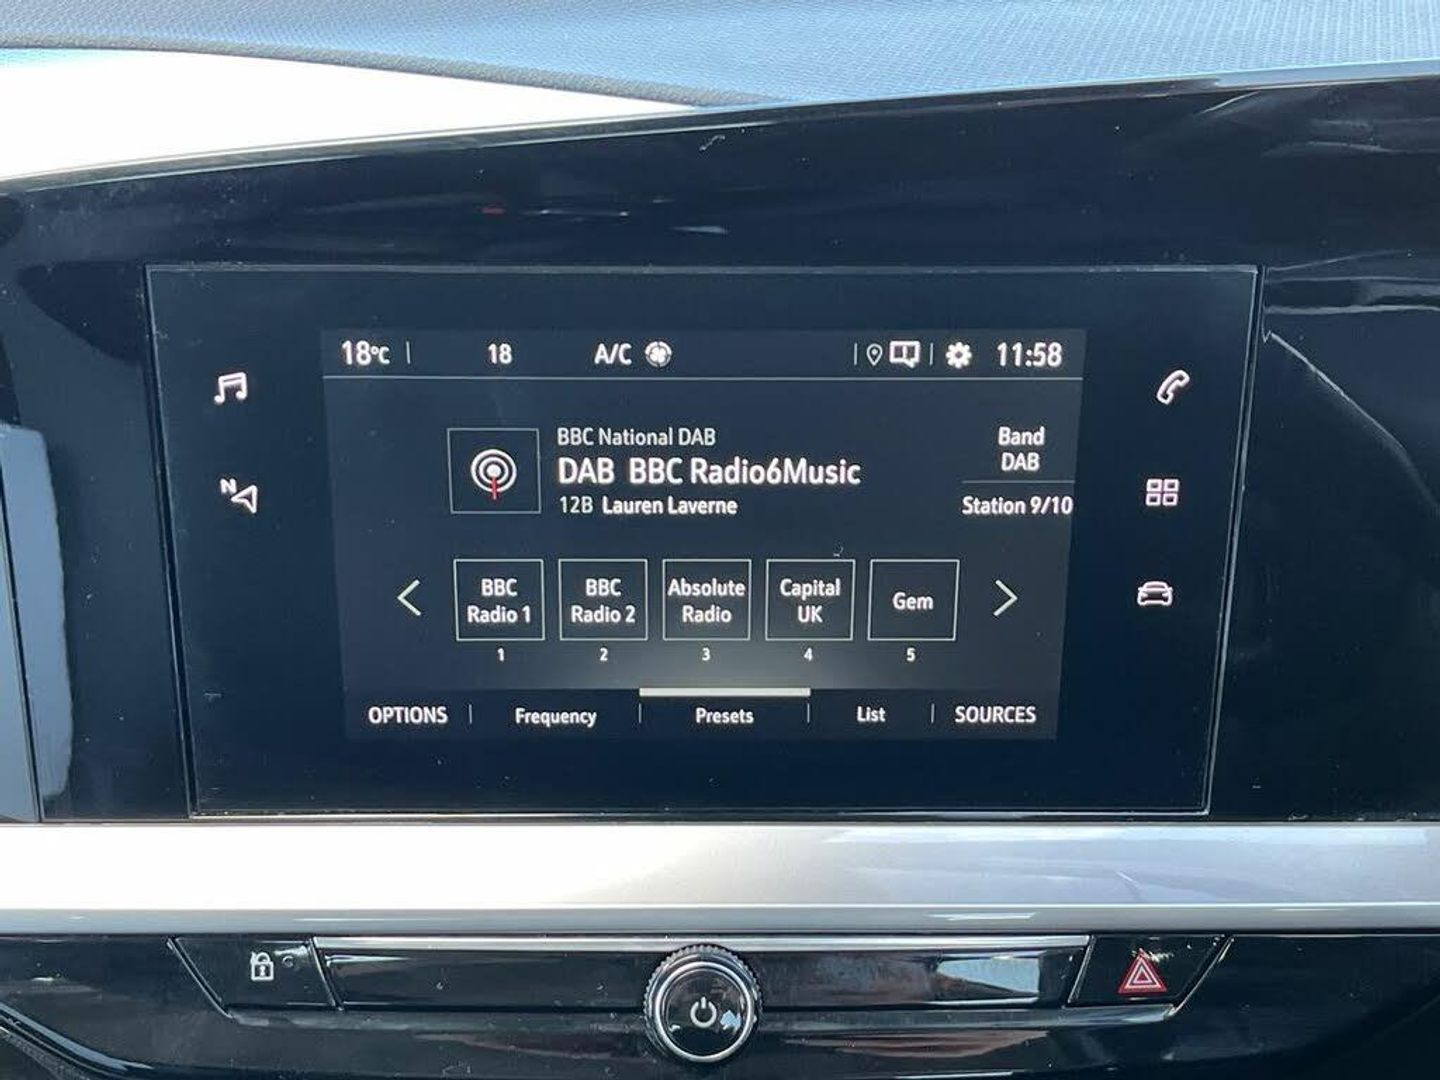 18°C 18 A/C 11:58
BBC National DAB
DAB BBC Radio6Music
12B Lauren Laverne
Band
DAB
Station 9/10
N
BBC
Radio 1
BBC
Radio 2
Absolute
Radio
Capital
UK
Gem
1 2 3 4 5
OPTIONS Frequency Presets List SOURCES